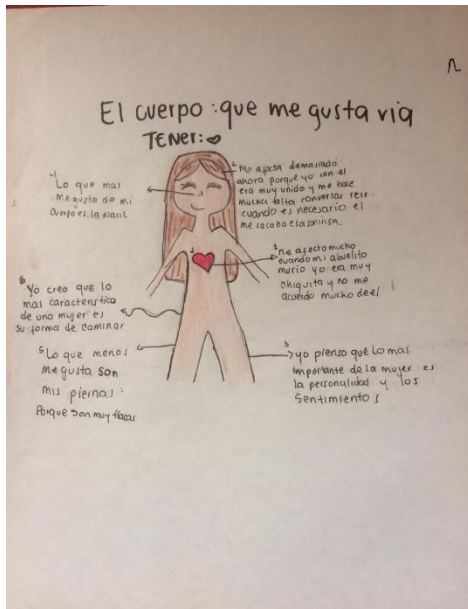 El cuerpo : que me gusta ria
TENER:
1 Lo que mas
me gusta de mi
cuerpo es la nariz
2 Me afecta demasiado
ahora porque yo con el
era muy unido y me hace
mucha falta conversar reir
cuando es necesario el
me sacaba esa sonrisa.
1 me afecto mucho
cuando mi abuelito
murio yo era muy
chiquita y no me
acuerdo mucho de el
6 Yo creo que lo
mas caracteristico
de una mujer es
su forma de caminar
5 Lo que menos
me gusta son
mis piernas
Porque son muy flacas
3 yo pienso que lo mas
importante de la mujer es
la personalidad y los
sentimientos